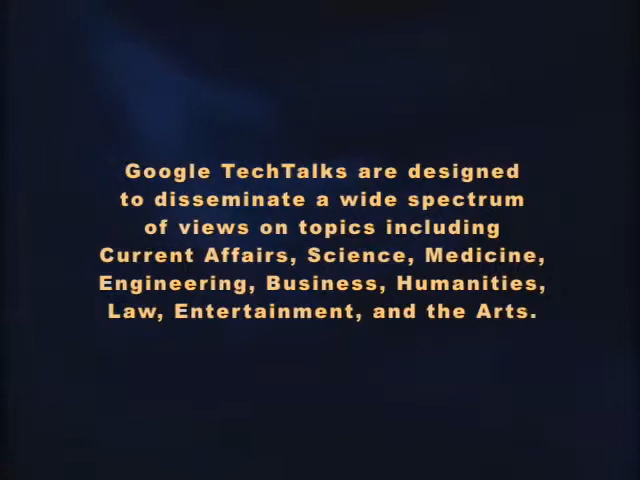 Google TechTalks are designed
to disseminate a wide spectrum
of views on topics including
Current Affairs, Science, Medicine,
Engineering, Business, Humanities,
Law, Entertainment, and the Arts.